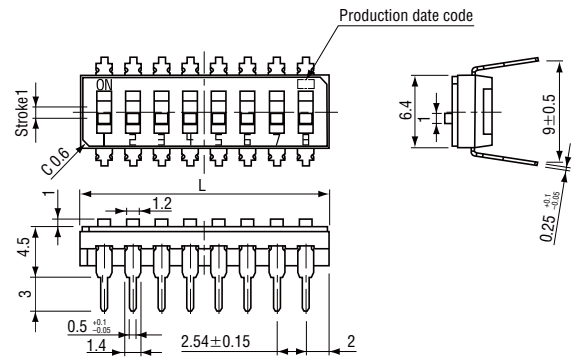 Production date code
ON
1 2 3 4 5 6 7 8
Stroke1
C 0.6
6.4
1
9±0.5
0.25 +0.1 -0.05
L
1
1.2
4.5
3
0.5 +0.1 -0.05
1.4
2.54±0.15
2